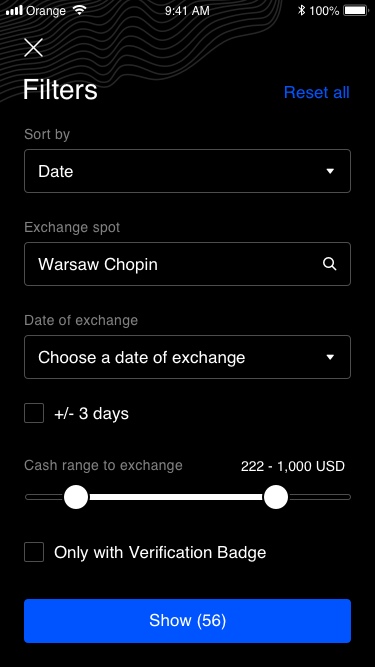 Orange 9:41 AM 100%
Filters
Reset all
Sort by
Date
Exchange spot
Warsaw Chopin
Date of exchange
Choose a date of exchange
+/- 3 days
Cash range to exchange 222 - 1,000 USD
Only with Verification Badge
Show (56)